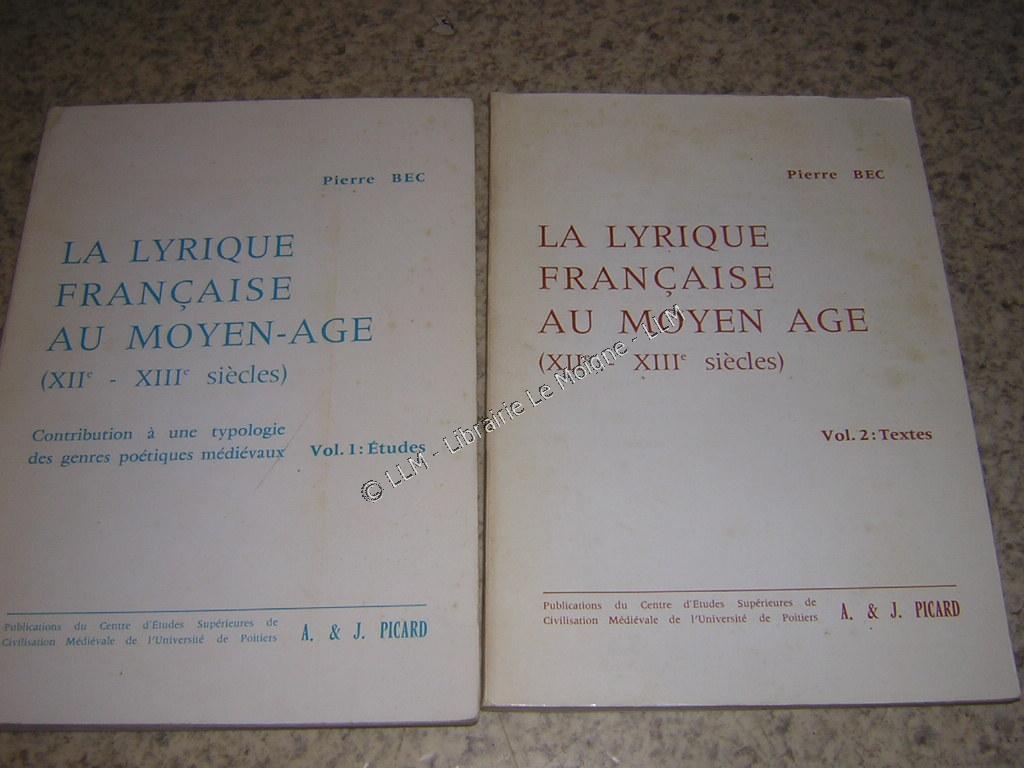 Pierre BEC
LA LYRIQUE
FRANÇAISE
AU MOYEN-AGE
(XIIe - XIIIe siècles)
Contribution à une typologie
des genres poétiques médiévaux
Vol. 1: Études
Publications du Centre d'Études Supérieures de
Civilisation Médiévale de l'Université de Poitiers
A. & J. PICARD
Pierre BEC
LA LYRIQUE
FRANÇAISE
AU MOYEN AGE
(XIIe - XIIIe siècles)
Vol. 2: Textes
Publications du Centre d'Études Supérieures de
Civilisation Médiévale de l'Université de Poitiers
A. & J. PICARD
© LLM - Librairie Le Moigne - LLM